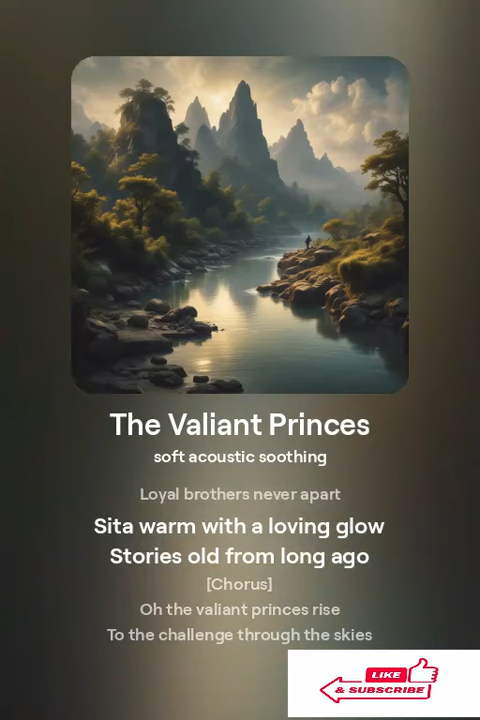 The Valiant Princes
soft acoustic soothing
Loyal brothers never apart
Sita warm with a loving glow
Stories old from long ago
[Chorus]
Oh the valiant princes rise
To the challenge through the skies
LIKE
& SUBSCRIBE